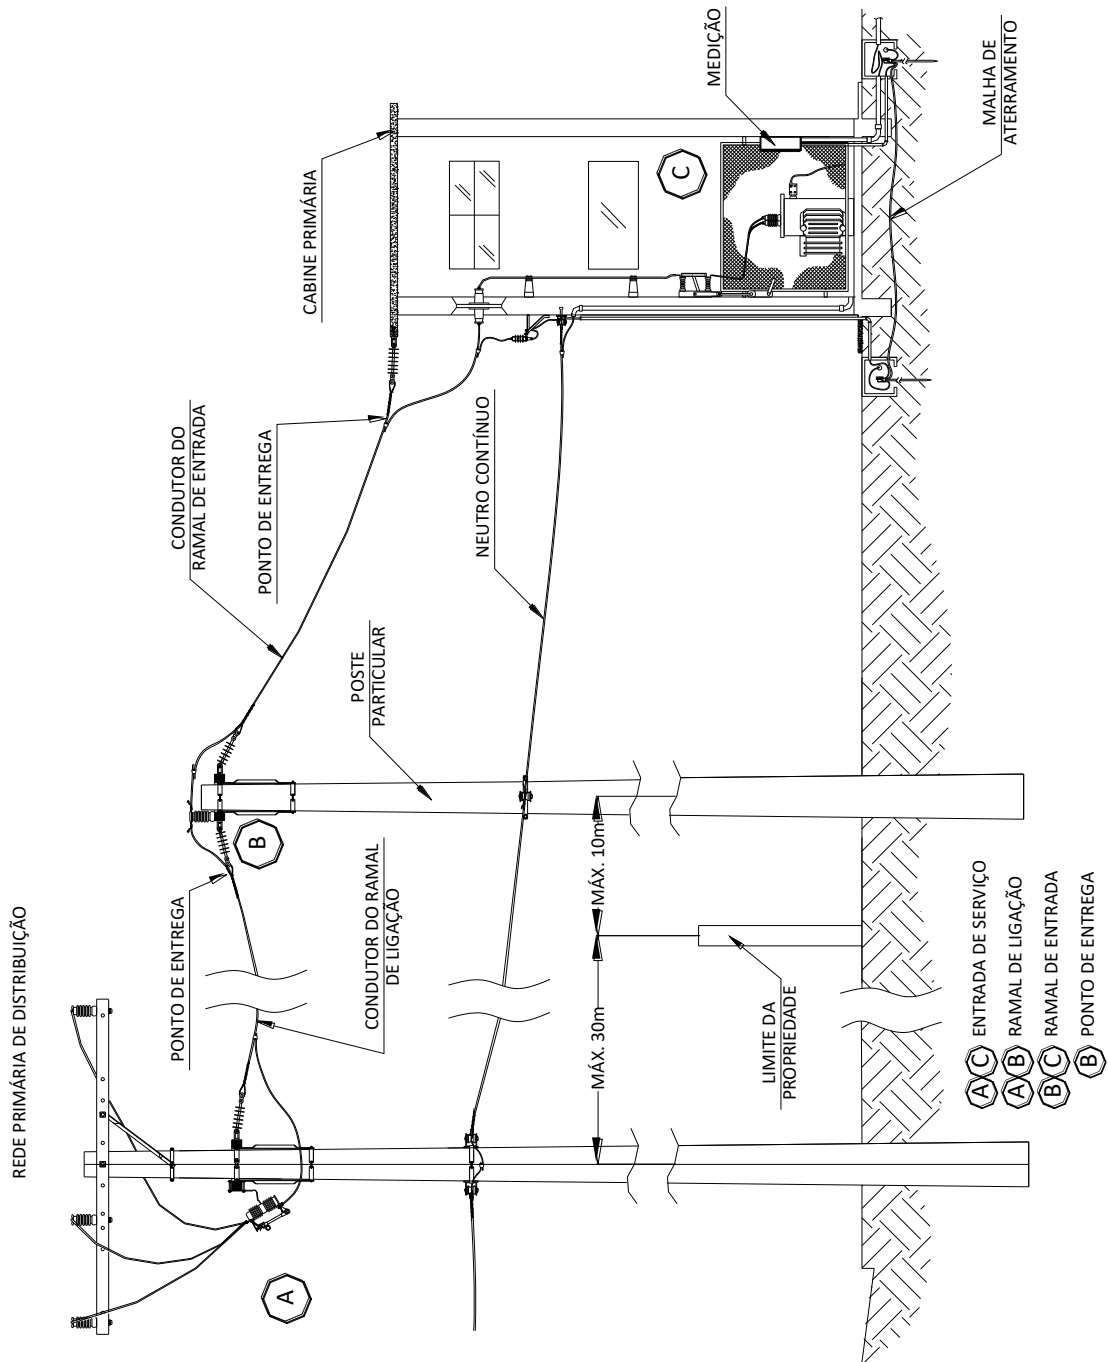 REDE PRIMÁRIA DE DISTRIBUIÇÃO
A
PONTO DE ENTREGA
CONDUTOR DO RAMAL
DE LIGAÇÃO
B
CONDUTOR DO
RAMAL DE ENTRADA
PONTO DE ENTREGA
CABINE PRIMÁRIA
POSTE
PARTICULAR
NEUTRO CONTÍNUO
C
MEDIÇÃO
MÁX. 30m
MÁX. 10m
LIMITE DA
PROPRIEDADE
MALHA DE
ATERRAMENTO
A C ENTRADA DE SERVIÇO
A B RAMAL DE LIGAÇÃO
B C RAMAL DE ENTRADA
B PONTO DE ENTREGA